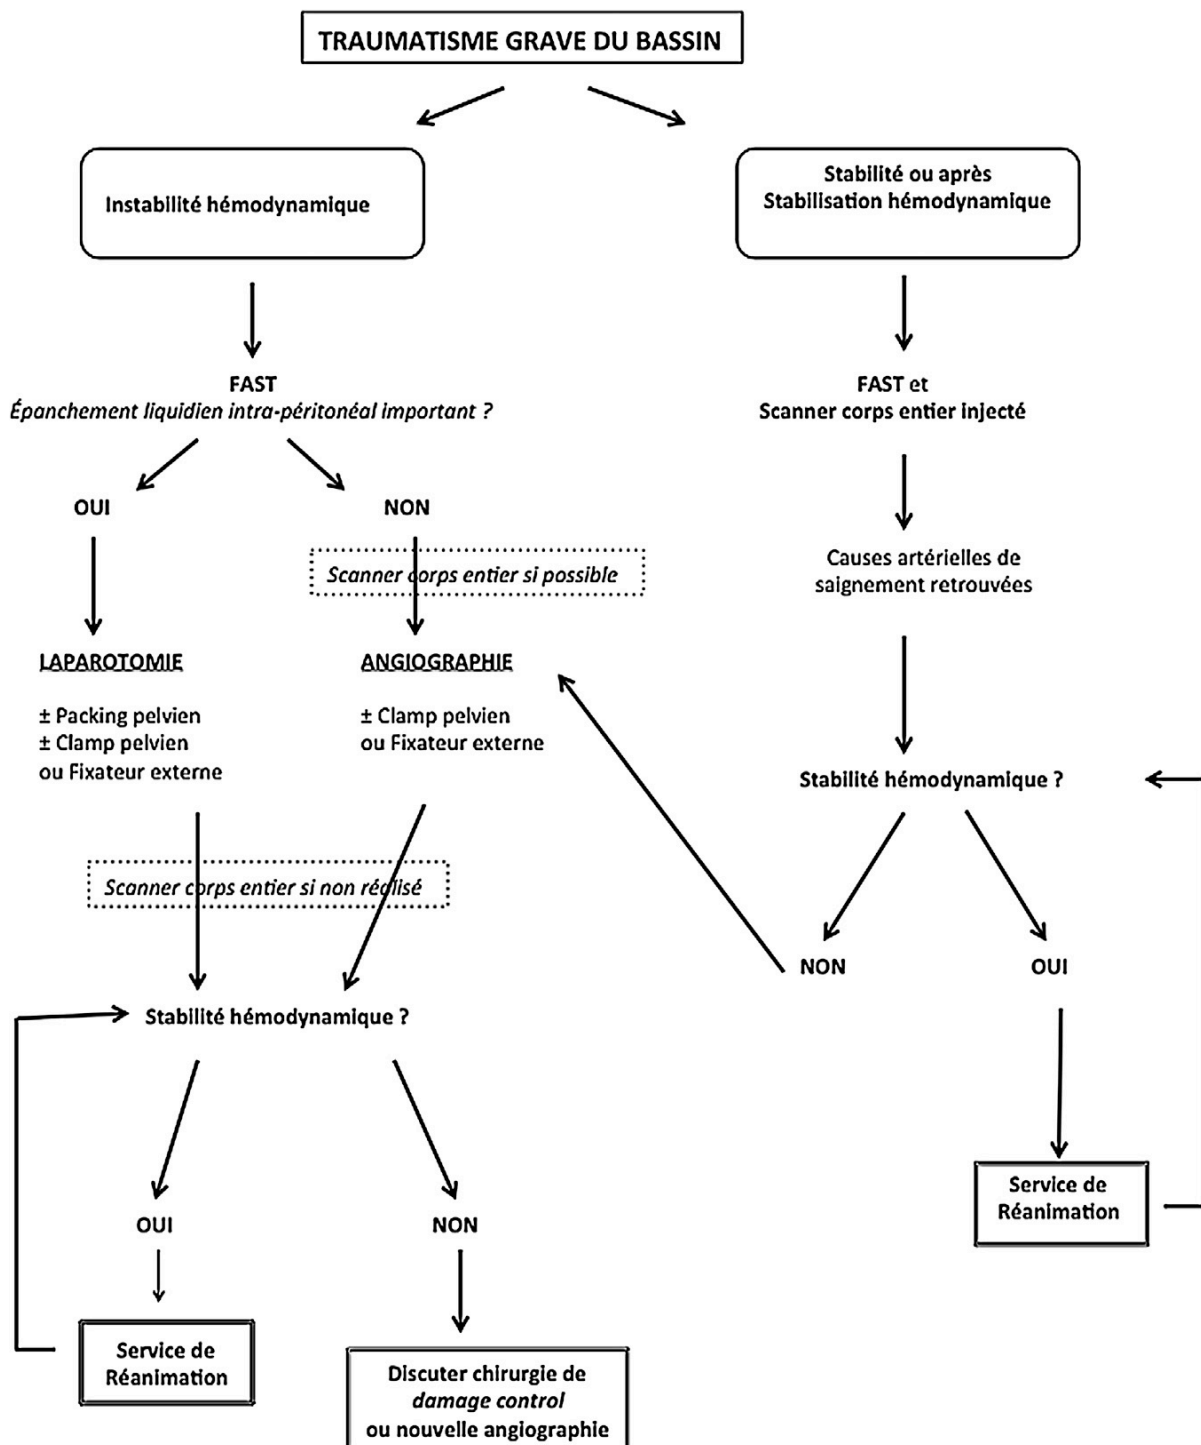 TRAUMATISME GRAVE DU BASSIN
Instabilité hémodynamique
Stabilité ou après
Stabilisation hémodynamique
FAST
Épanchement liquidien intra-péritonéal important ?
FAST et
Scanner corps entier injecté
OUI
NON
Scanner corps entier si possible
Causes artérielles de
saignement retrouvées
LAPAROTOMIE
± Packing pelvien
± Clamp pelvien
ou Fixateur externe
ANGIOGRAPHIE
± Clamp pelvien
ou Fixateur externe
Stabilité hémodynamique ?
Scanner corps entier si non réalisé
NON
OUI
Stabilité hémodynamique ?
Service de
Réanimation
OUI
NON
Service de
Réanimation
Discuter chirurgie de
damage control
ou nouvelle angiographie